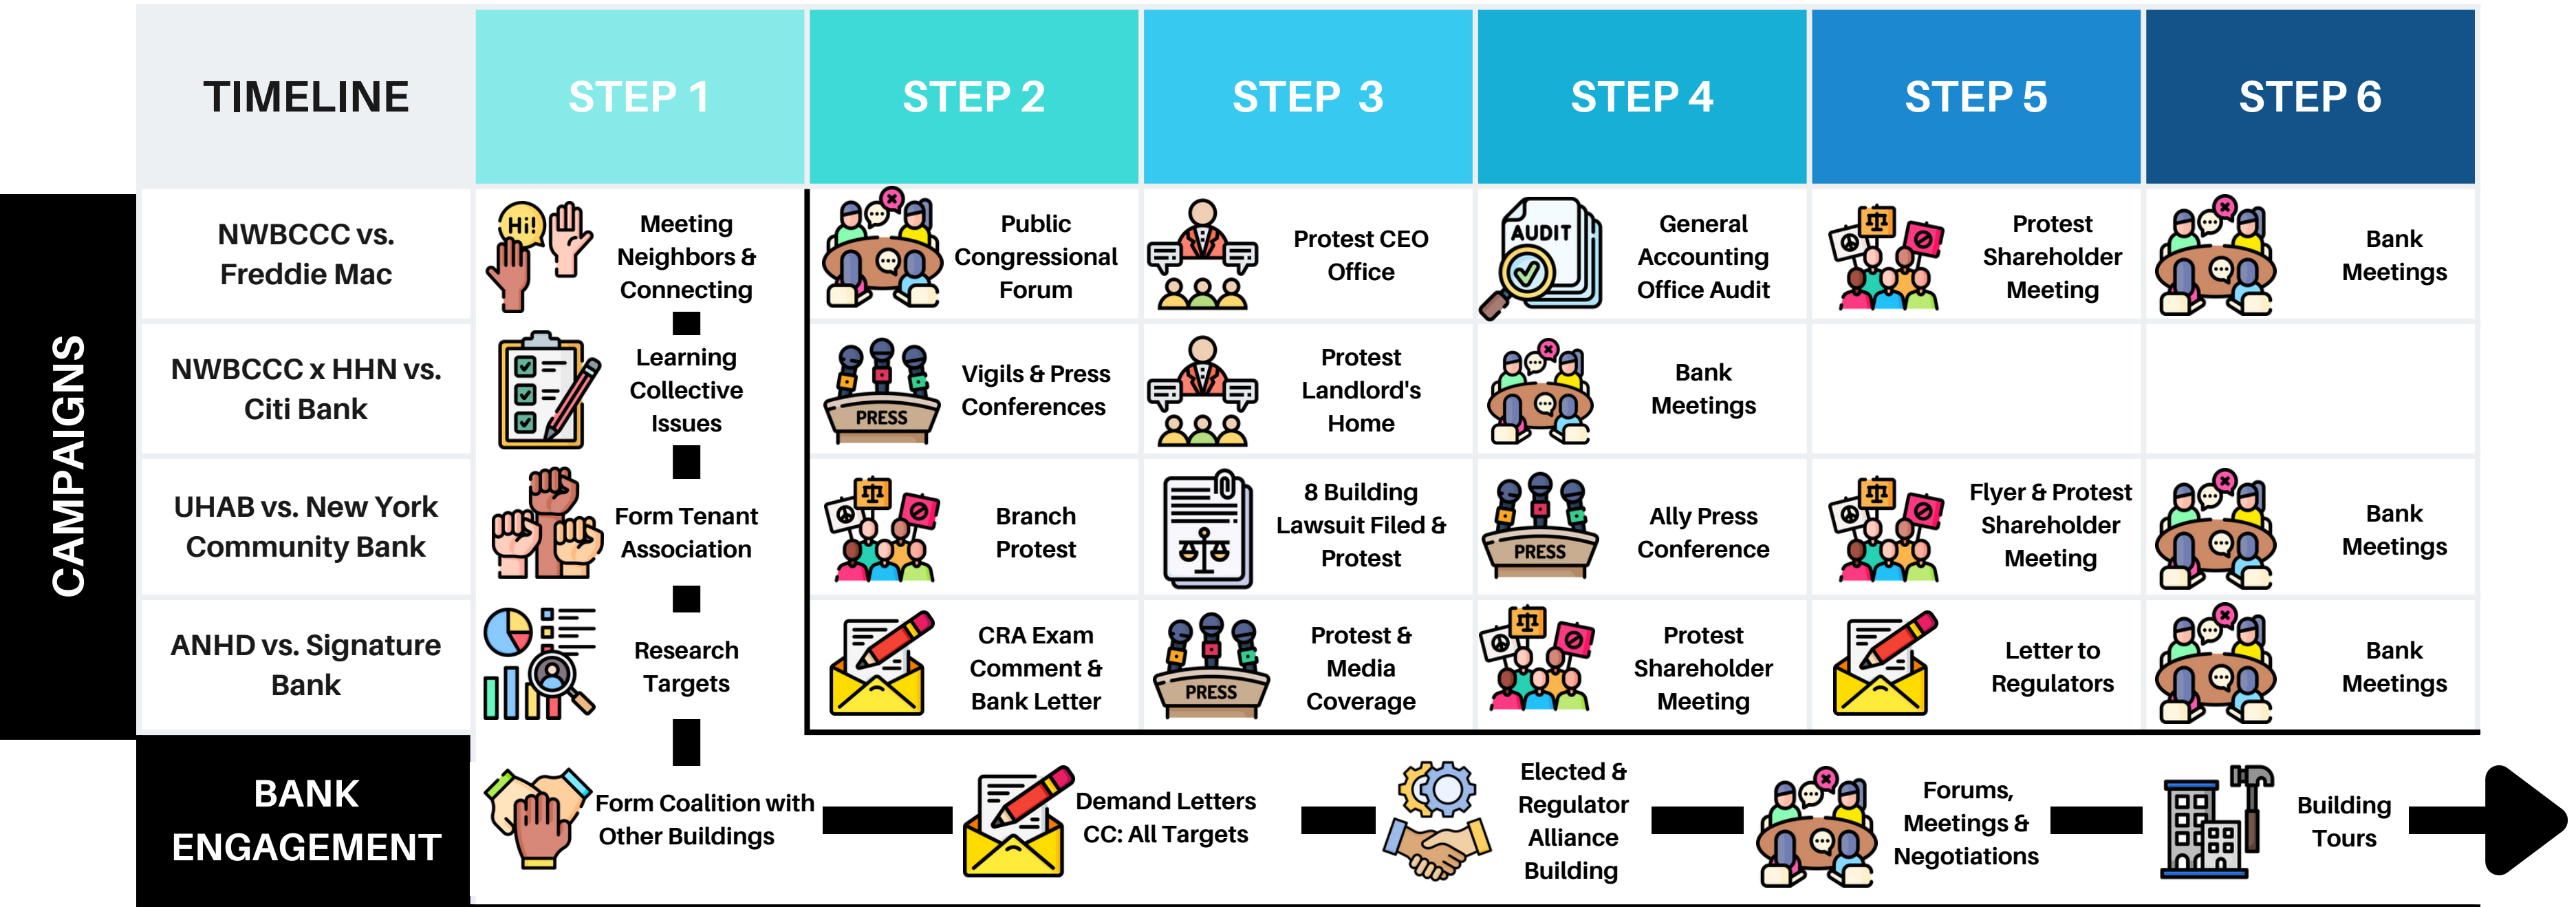 TIMELINE
STEP 1
STEP 2
STEP 3
STEP 4
STEP 5
STEP 6
CAMPAIGNS
NWBCCC vs.
Freddie Mac
Hi!
Meeting
Neighbors &
Connecting
Public
Congressional
Forum
Protest CEO
Office
AUDIT
General
Accounting
Office Audit
Protest
Shareholder
Meeting
Bank
Meetings
NWBCCC x HHN vs.
Citi Bank
Learning
Collective
Issues
PRESS
Vigils & Press
Conferences
Protest
Landlord's
Home
Bank
Meetings
UHAB vs. New York
Community Bank
Form Tenant
Association
Branch
Protest
8 Building
Lawsuit Filed &
Protest
PRESS
Ally Press
Conference
Flyer & Protest
Shareholder
Meeting
Bank
Meetings
ANHD vs. Signature
Bank
Research
Targets
CRA Exam
Comment &
Bank Letter
PRESS
Protest &
Media
Coverage
Protest
Shareholder
Meeting
Letter to
Regulators
Bank
Meetings
BANK
ENGAGEMENT
Form Coalition with
Other Buildings
Demand Letters
CC: All Targets
Elected &
Regulator
Alliance
Building
Forums,
Meetings &
Negotiations
Building
Tours